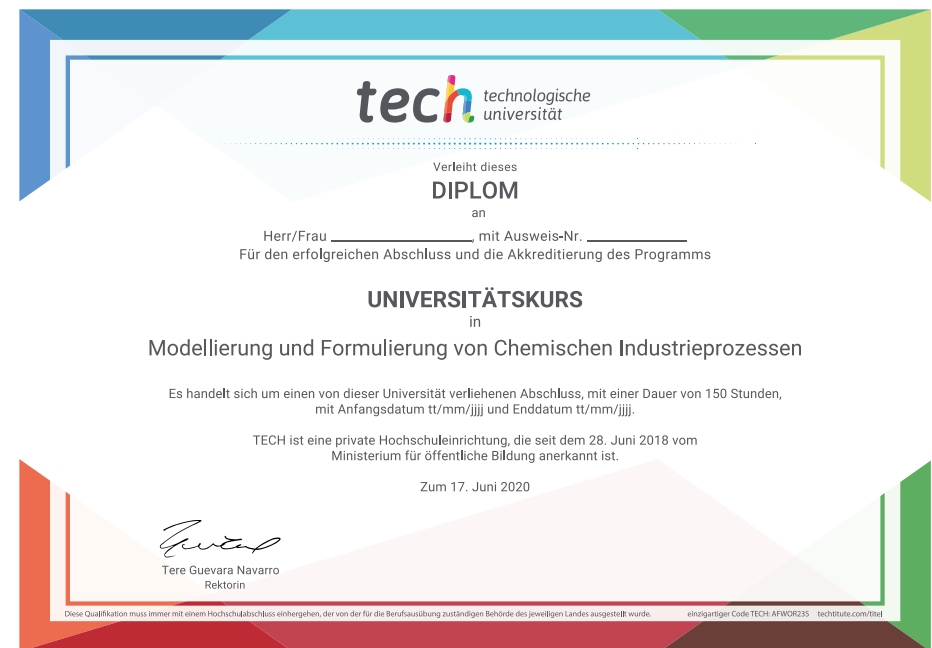 tech technologische
universität
Verleiht dieses
DIPLOM
an
Herr/Frau ____________________, mit Ausweis-Nr. ______________
Für den erfolgreichen Abschluss und die Akkreditierung des Programms
UNIVERSITÄTSKURS
in
Modellierung und Formulierung von Chemischen Industrieprozessen
Es handelt sich um einen von dieser Universität verliehenen Abschluss, mit einer Dauer von 150 Stunden,
mit Anfangsdatum tt/mm/jjjj und Enddatum tt/mm/jjjj.
TECH ist eine private Hochschuleinrichtung, die seit dem 28. Juni 2018 vom
Ministerium für öffentliche Bildung anerkannt ist.
Zum 17. Juni 2020
Tere Guevara Navarro
Rektorin
Diese Qualifikation muss immer mit einem Hochschulabschluss einhergehen, der von der für die Berufsausübung zuständigen Behörde des jeweiligen Landes ausgestellt wurde. einzigartiger Code TECH: AFWOR23S techtitute.com/titel